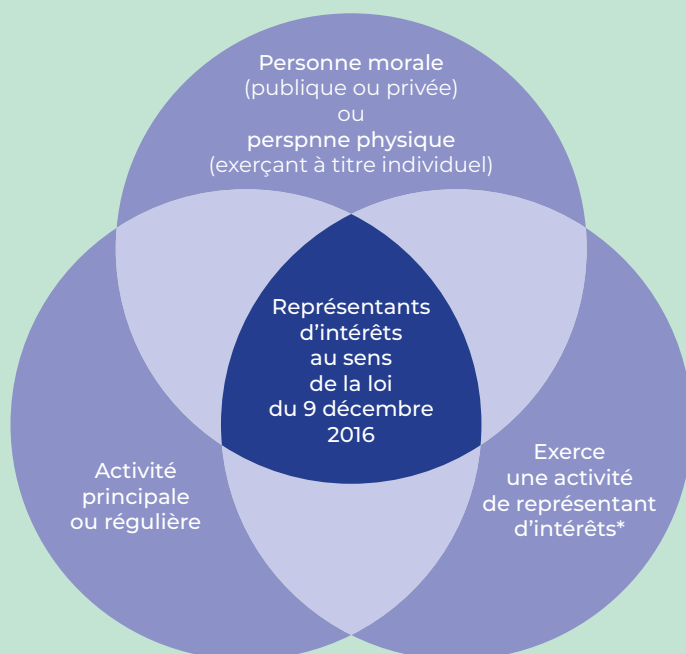 Personne morale
(publique ou privée)
ou
perspnne physique
(exerçant à titre individuel)
Représentants
d'intérêts
au sens
de la loi
du 9 décembre
2016
Activité
principale
ou régulière
Exerce
une activité
de représentant
d'intérêts*